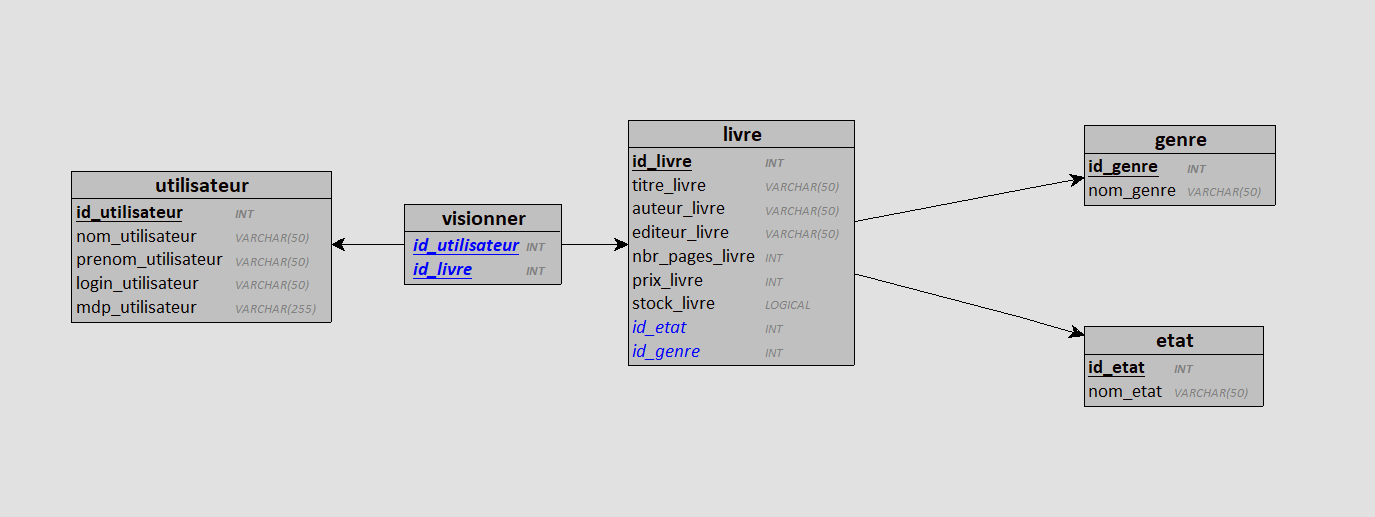 utilisateur
id_utilisateur INT
nom_utilisateur VARCHAR(50)
prenom_utilisateur VARCHAR(50)
login_utilisateur VARCHAR(50)
mdp_utilisateur VARCHAR(255)
visionner
id_utilisateur INT
id_livre INT
livre
id_livre INT
titre_livre VARCHAR(50)
auteur_livre VARCHAR(50)
editeur_livre VARCHAR(50)
nbr_pages_livre INT
prix_livre INT
stock_livre LOGICAL
id_etat INT
id_genre INT
genre
id_genre INT
nom_genre VARCHAR(50)
etat
id_etat INT
nom_etat VARCHAR(50)